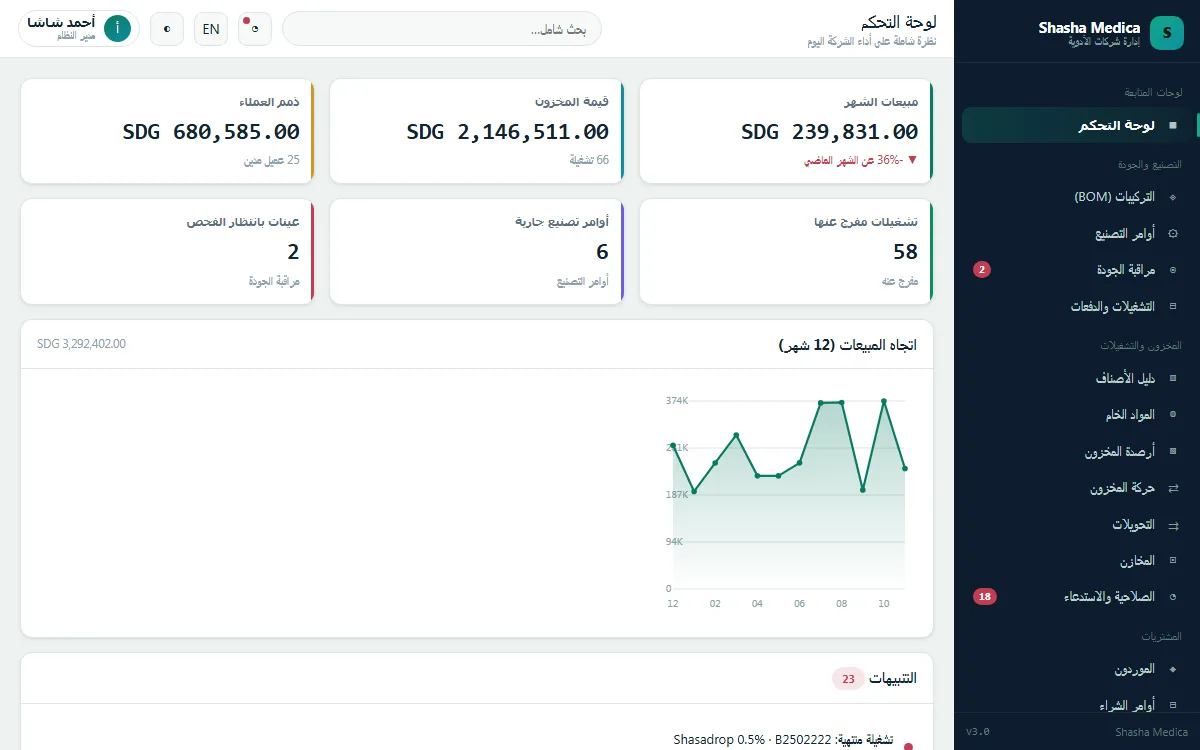 Shasha Medica
إدارة شركات الأدوية
S
لوحات المتابعة
لوحة التحكم
التصنيع والجودة
التركيبات (BOM)
أوامر التصنيع
مراقبة الجودة
2
التشغيلات والدفعات
المخزون والتشغيلات
دليل الأصناف
المواد الخام
أرصدة المخزون
حركة المخزون
التحويلات
المخازن
الصلاحية والاستدعاء
18
المشتريات
الموردون
أوامر الشراء
Shasha Medica
v3.0
لوحة التحكم
نظرة شاملة على أداء الشركة اليوم
بحث شامل...
EN
أ
أحمد شاشا
مدير النظام
مبيعات الشهر
SDG 239,831.00
▼ -36% عن الشهر الماضي
قيمة المخزون
SDG 2,146,511.00
66 تشغيلة
ذمم العملاء
SDG 680,585.00
25 عميل مدين
تشغيلات مفرج عنها
58
مفرج عنه
أوامر تصنيع جارية
6
أوامر التصنيع
عينات بانتظار الفحص
2
مراقبة الجودة
اتجاه المبيعات (12 شهر)
SDG 3,292,402.00
374K
187K
94K
0
12 02 04 06 08 10
التنبيهات
23
تشغيلة منتهية: Shasadrop 0.5% · B2502222